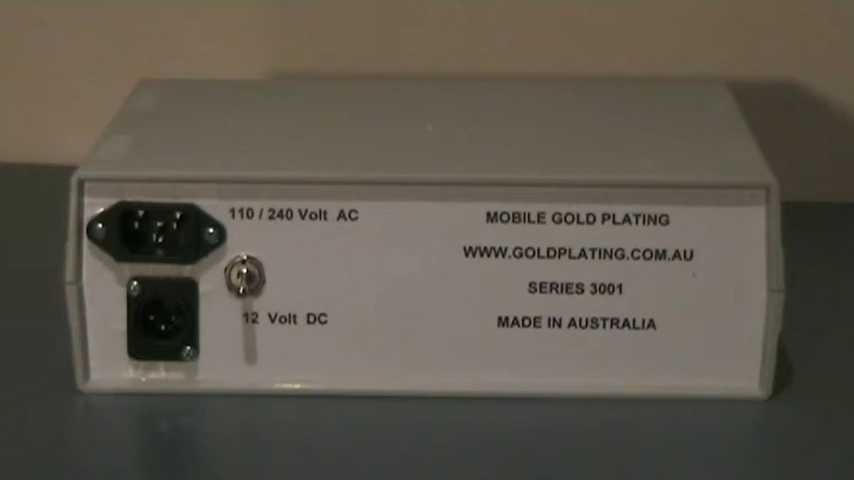 110 / 240 Volt AC
12 Volt DC
MOBILE GOLD PLATING
WWW.GOLDPLATING.COM.AU
SERIES 3001
MADE IN AUSTRALIA